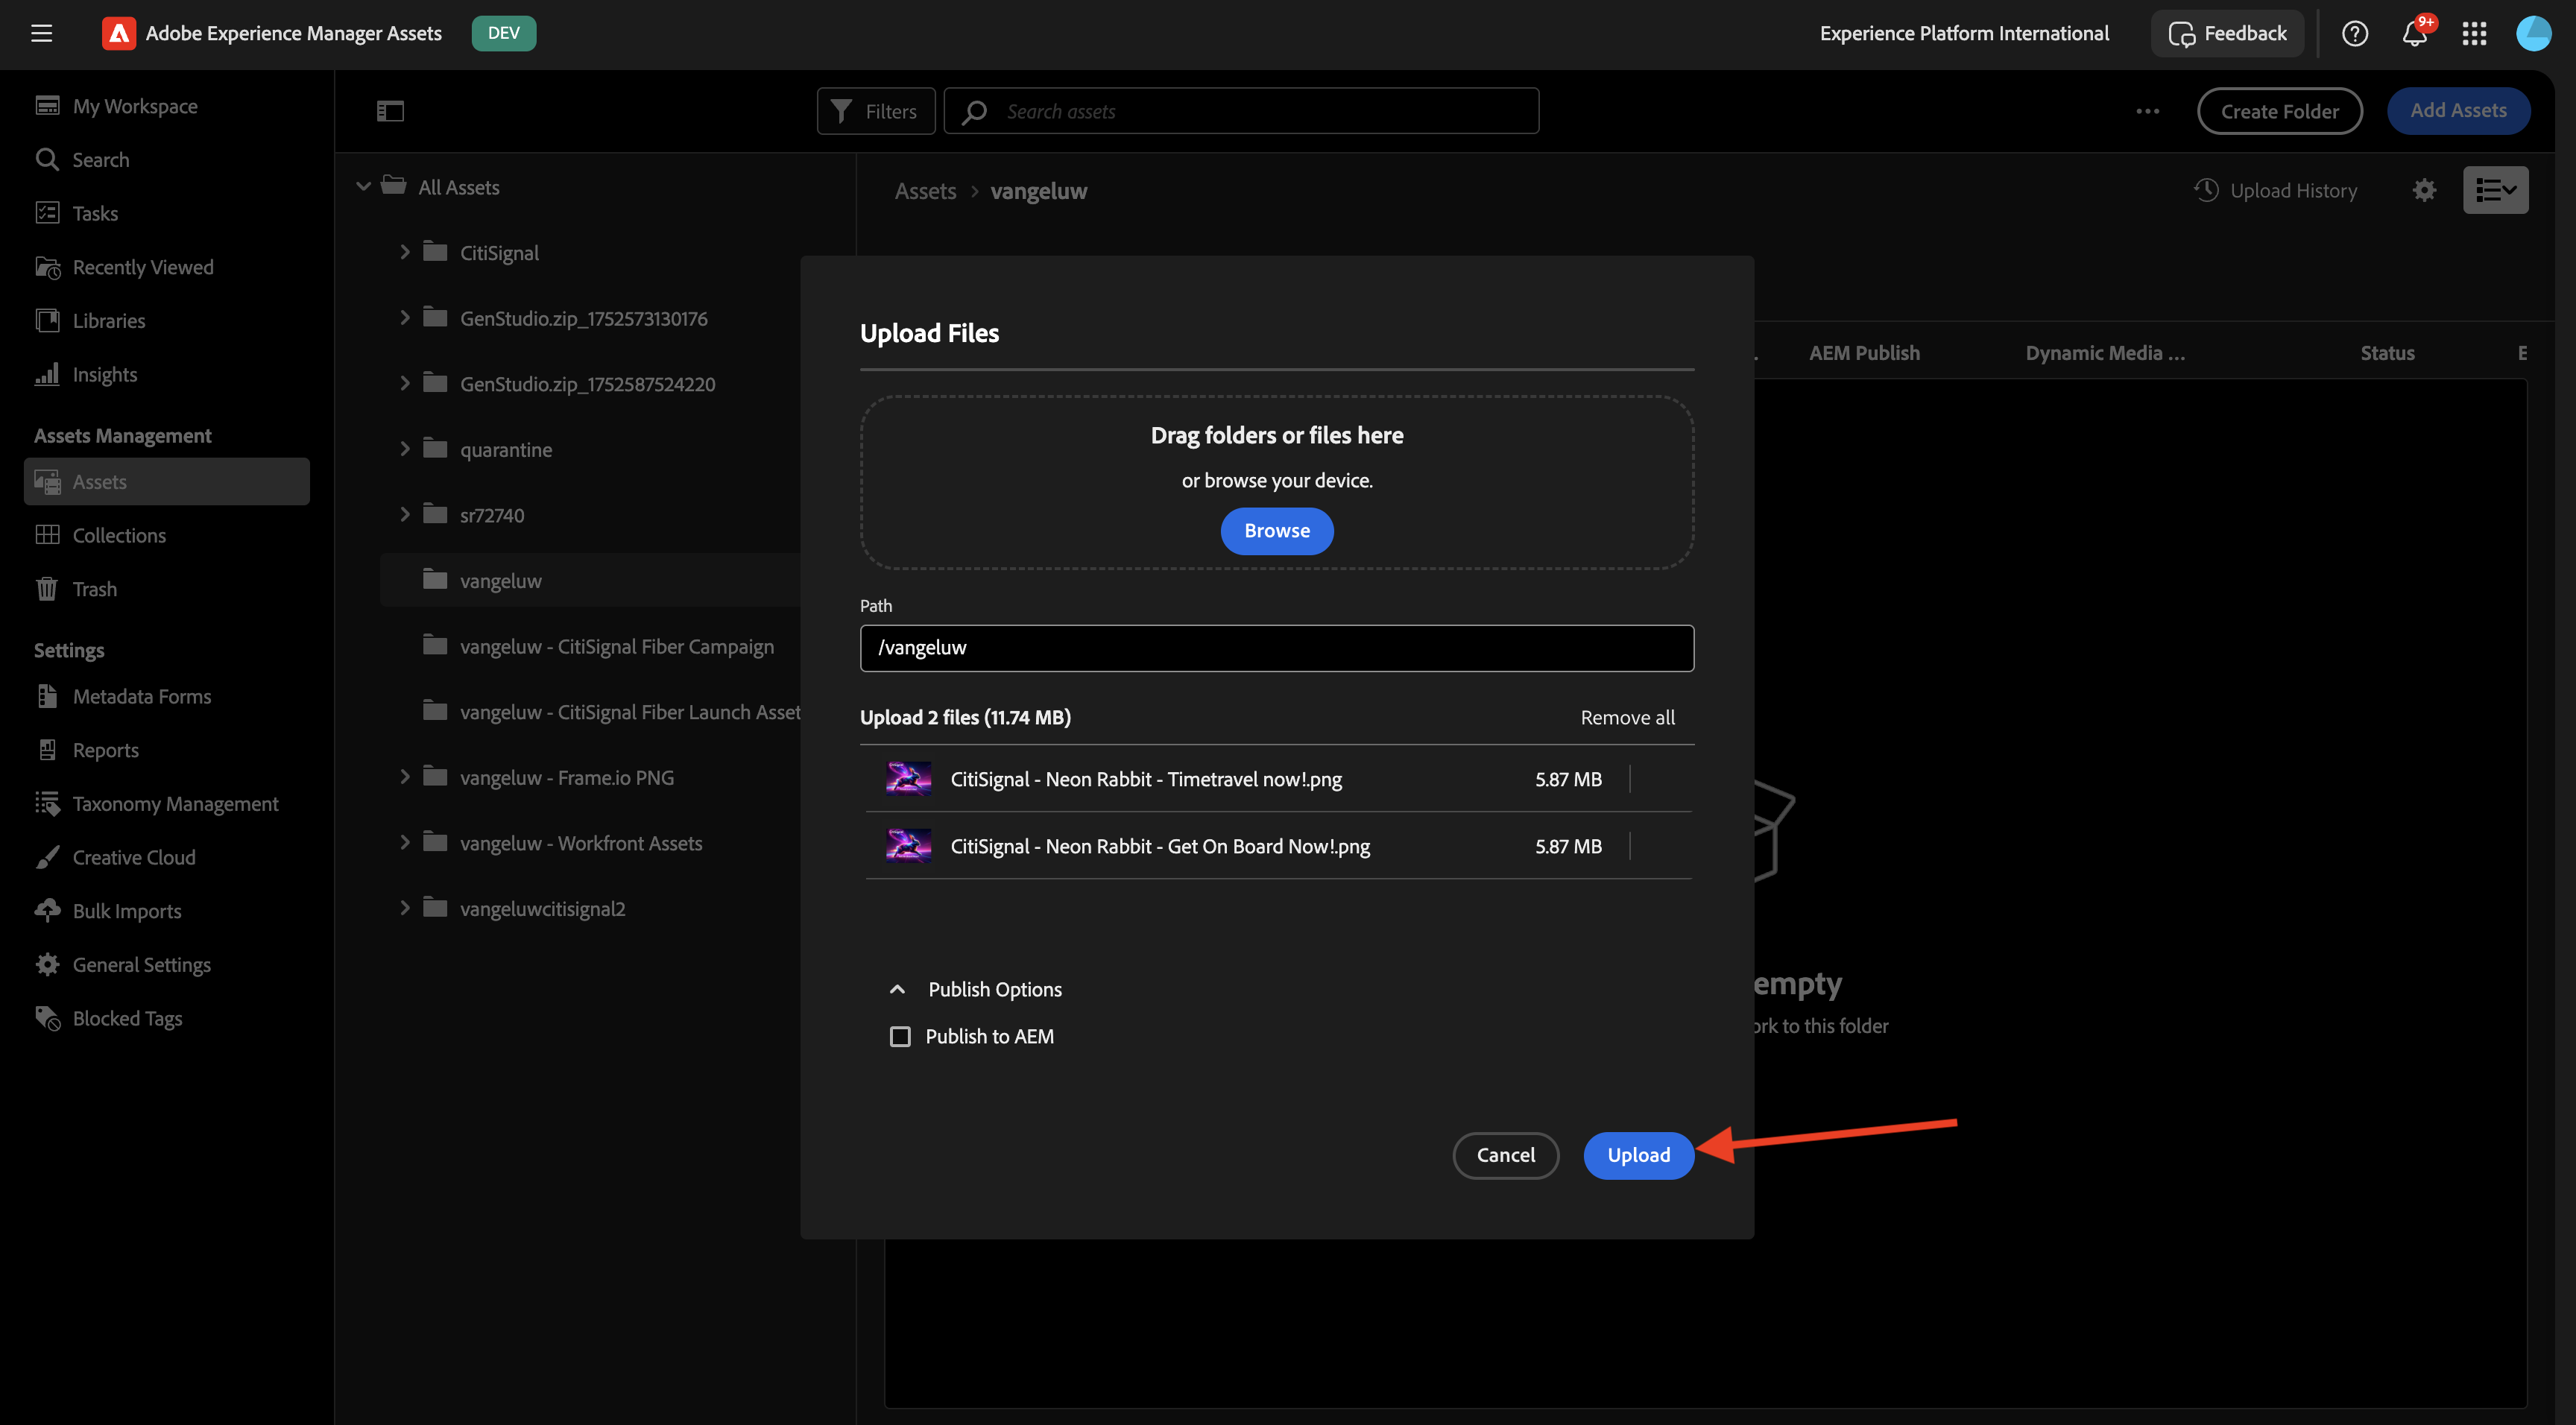 Adobe Experience Manager Assets
DEV
Experience Platform International
Feedback
9+
My Workspace
Search
Tasks
Recently Viewed
Libraries
Insights
Assets Management
Assets
Collections
Trash
Settings
Metadata Forms
Reports
Taxonomy Management
Creative Cloud
Bulk Imports
General Settings
Blocked Tags
Filters
Search assets
Create Folder
Add Assets
All Assets
CitiSignal
GenStudio.zip_1752573130176
GenStudio.zip_1752587524220
quarantine
sr72740
vangeluw
vangeluw - CitiSignal Fiber Campaign
vangeluw - CitiSignal Fiber Launch Asset
vangeluw - Frame.io PNG
vangeluw - Workfront Assets
vangeluwcitisignal2
Assets > vangeluw
Upload History
AEM Publish
Dynamic Media ...
Status
E
empty
ork to this folder
Upload Files
Drag folders or files here
or browse your device.
Browse
Path
/vangeluw
Upload 2 files (11.74 MB)
Remove all
CitiSignal - Neon Rabbit - Timetravel now!.png
5.87 MB
CitiSignal - Neon Rabbit - Get On Board Now!.png
5.87 MB
Publish Options
Publish to AEM
Cancel
Upload